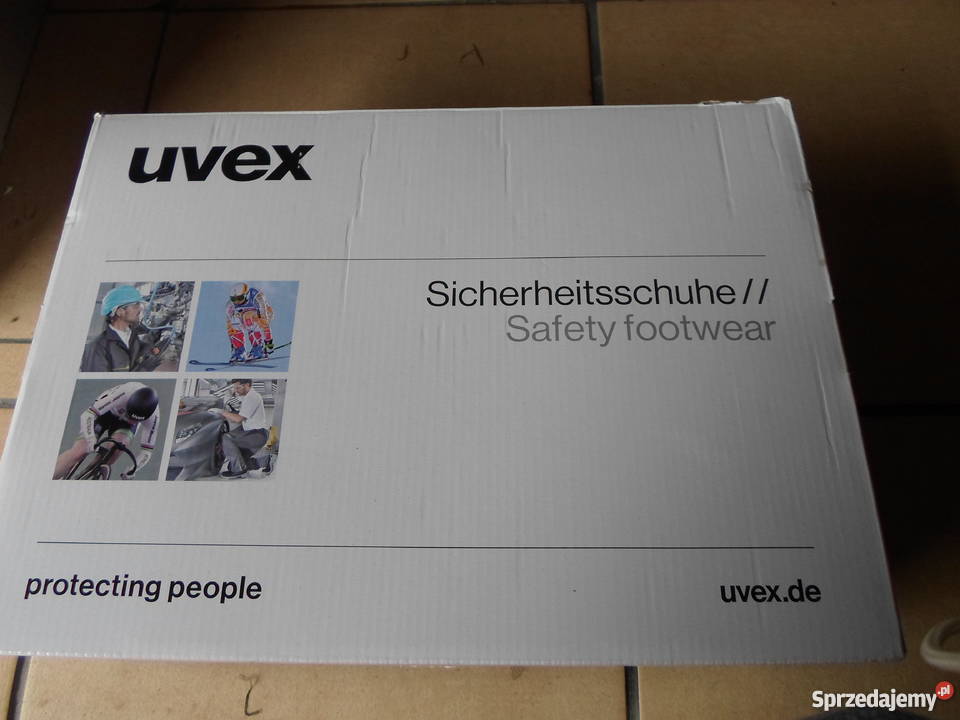 uvex
Sicherheitsschuhe//
Safety footwear
protecting people
uvex.de
Sprzedajemy.pl